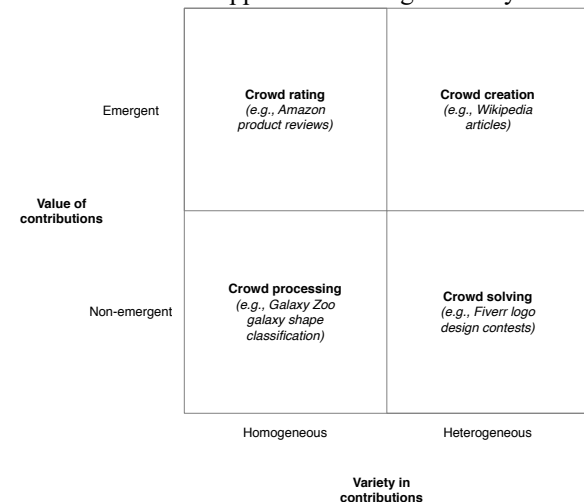 Crowd rating
(e.g., Amazon
product reviews)
Crowd creation
(e.g., Wikipedia
articles)
Emergent
Value of
contributions
Crowd processing
(e.g., Galaxy Zoo
galaxy shape
classification)
Crowd solving
(e.g., Fiverr logo
design contests)
Non-emergent
Homogeneous
Heterogeneous
Variety in
contributions